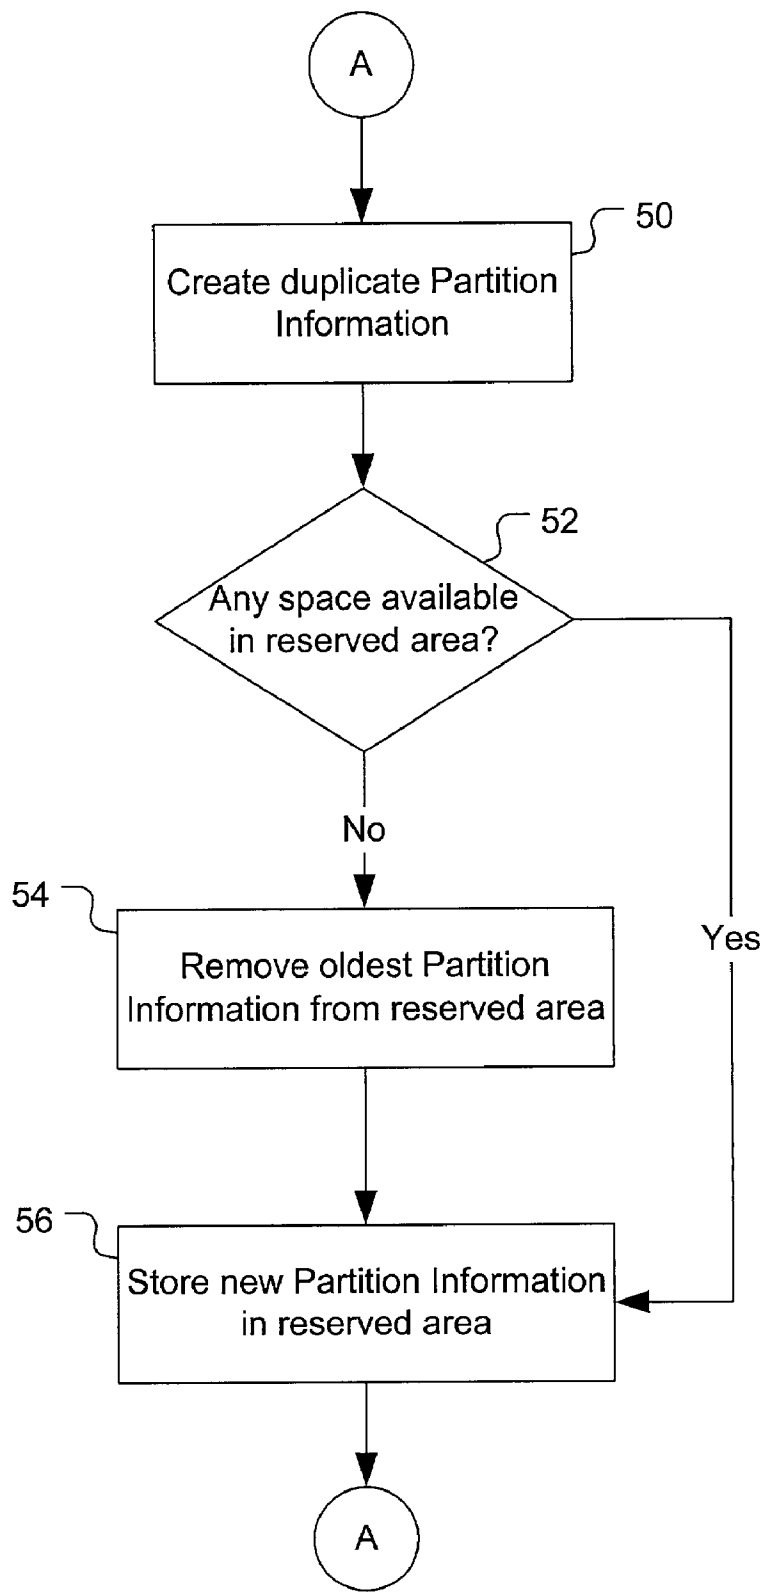 A
50
Create duplicate Partition
Information
52
Any space available
in reserved area?
No
54
Yes
Remove oldest Partition
Information from reserved area
56
Store new Partition Information
in reserved area
A